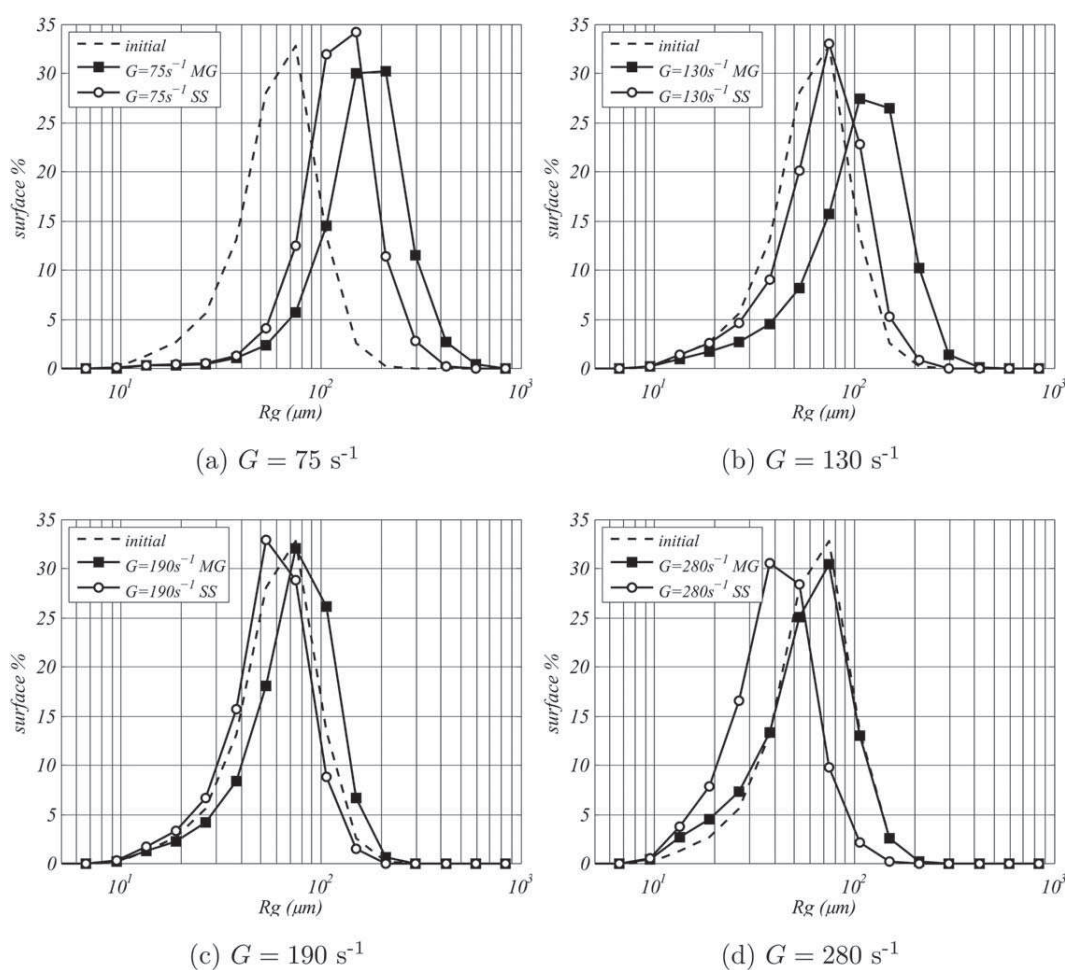 35
30
25
20
15
10
5
0
surface %
initial
G=75s⁻¹ MG
G=75s⁻¹ SS
10¹ 10² 10³
Rg (μm)
(a) G = 75 s⁻¹
35
30
25
20
15
10
5
0
surface %
initial
G=130s⁻¹ MG
G=130s⁻¹ SS
10¹ 10² 10³
Rg (μm)
(b) G = 130 s⁻¹
35
30
25
20
15
10
5
0
surface %
initial
G=190s⁻¹ MG
G=190s⁻¹ SS
10¹ 10² 10³
Rg (μm)
(c) G = 190 s⁻¹
35
30
25
20
15
10
5
0
surface %
initial
G=280s⁻¹ MG
G=280s⁻¹ SS
10¹ 10² 10³
Rg (μm)
(d) G = 280 s⁻¹